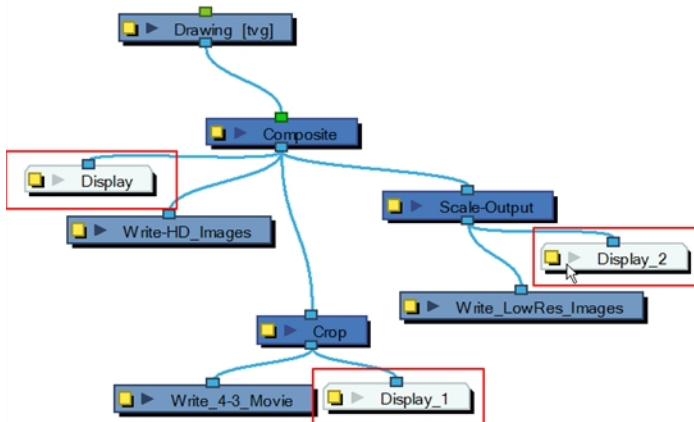 Drawing [tvg]
Composite
Display
Scale-Output
Write-HD_Images
Display_2
Write_LowRes_Images
Crop
Write_4-3_Movie
Display_1